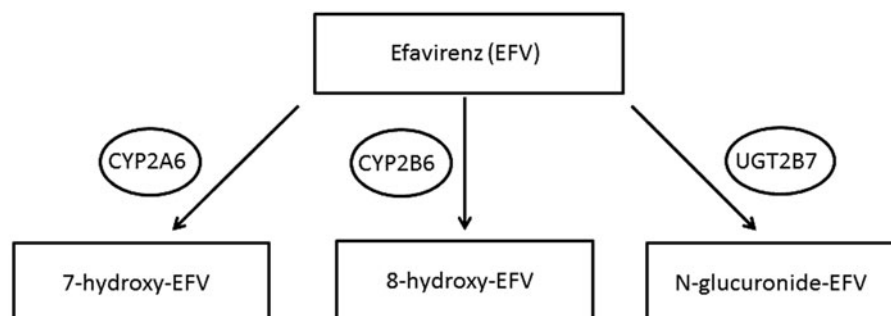 Efavirenz (EFV)
CYP2A6
CYP2B6
UGT2B7
7-hydroxy-EFV
8-hydroxy-EFV
N-glucuronide-EFV